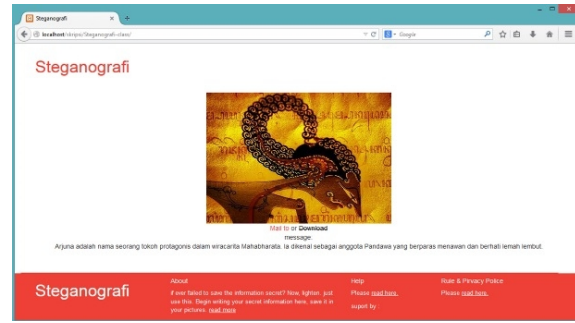 Steganografi
localhost/skripsi/Steganografi-class/
Google
Steganografi
Mail to or Download
message:
Arjuna adalah nama seorang tokoh protagonis dalam wiracarita Mahabharata. Ia dikenal sebagai anggota Pandawa yang berparas menawan dan berhati lemah lembut.
Steganografi
About
if ever failed to save the information secret? Now, lighten, just
use this. Begin writing your secret information here, save it in
your pictures. read more
Help
Please read here.
suport by :
Rule & Privacy Police
Please read here.